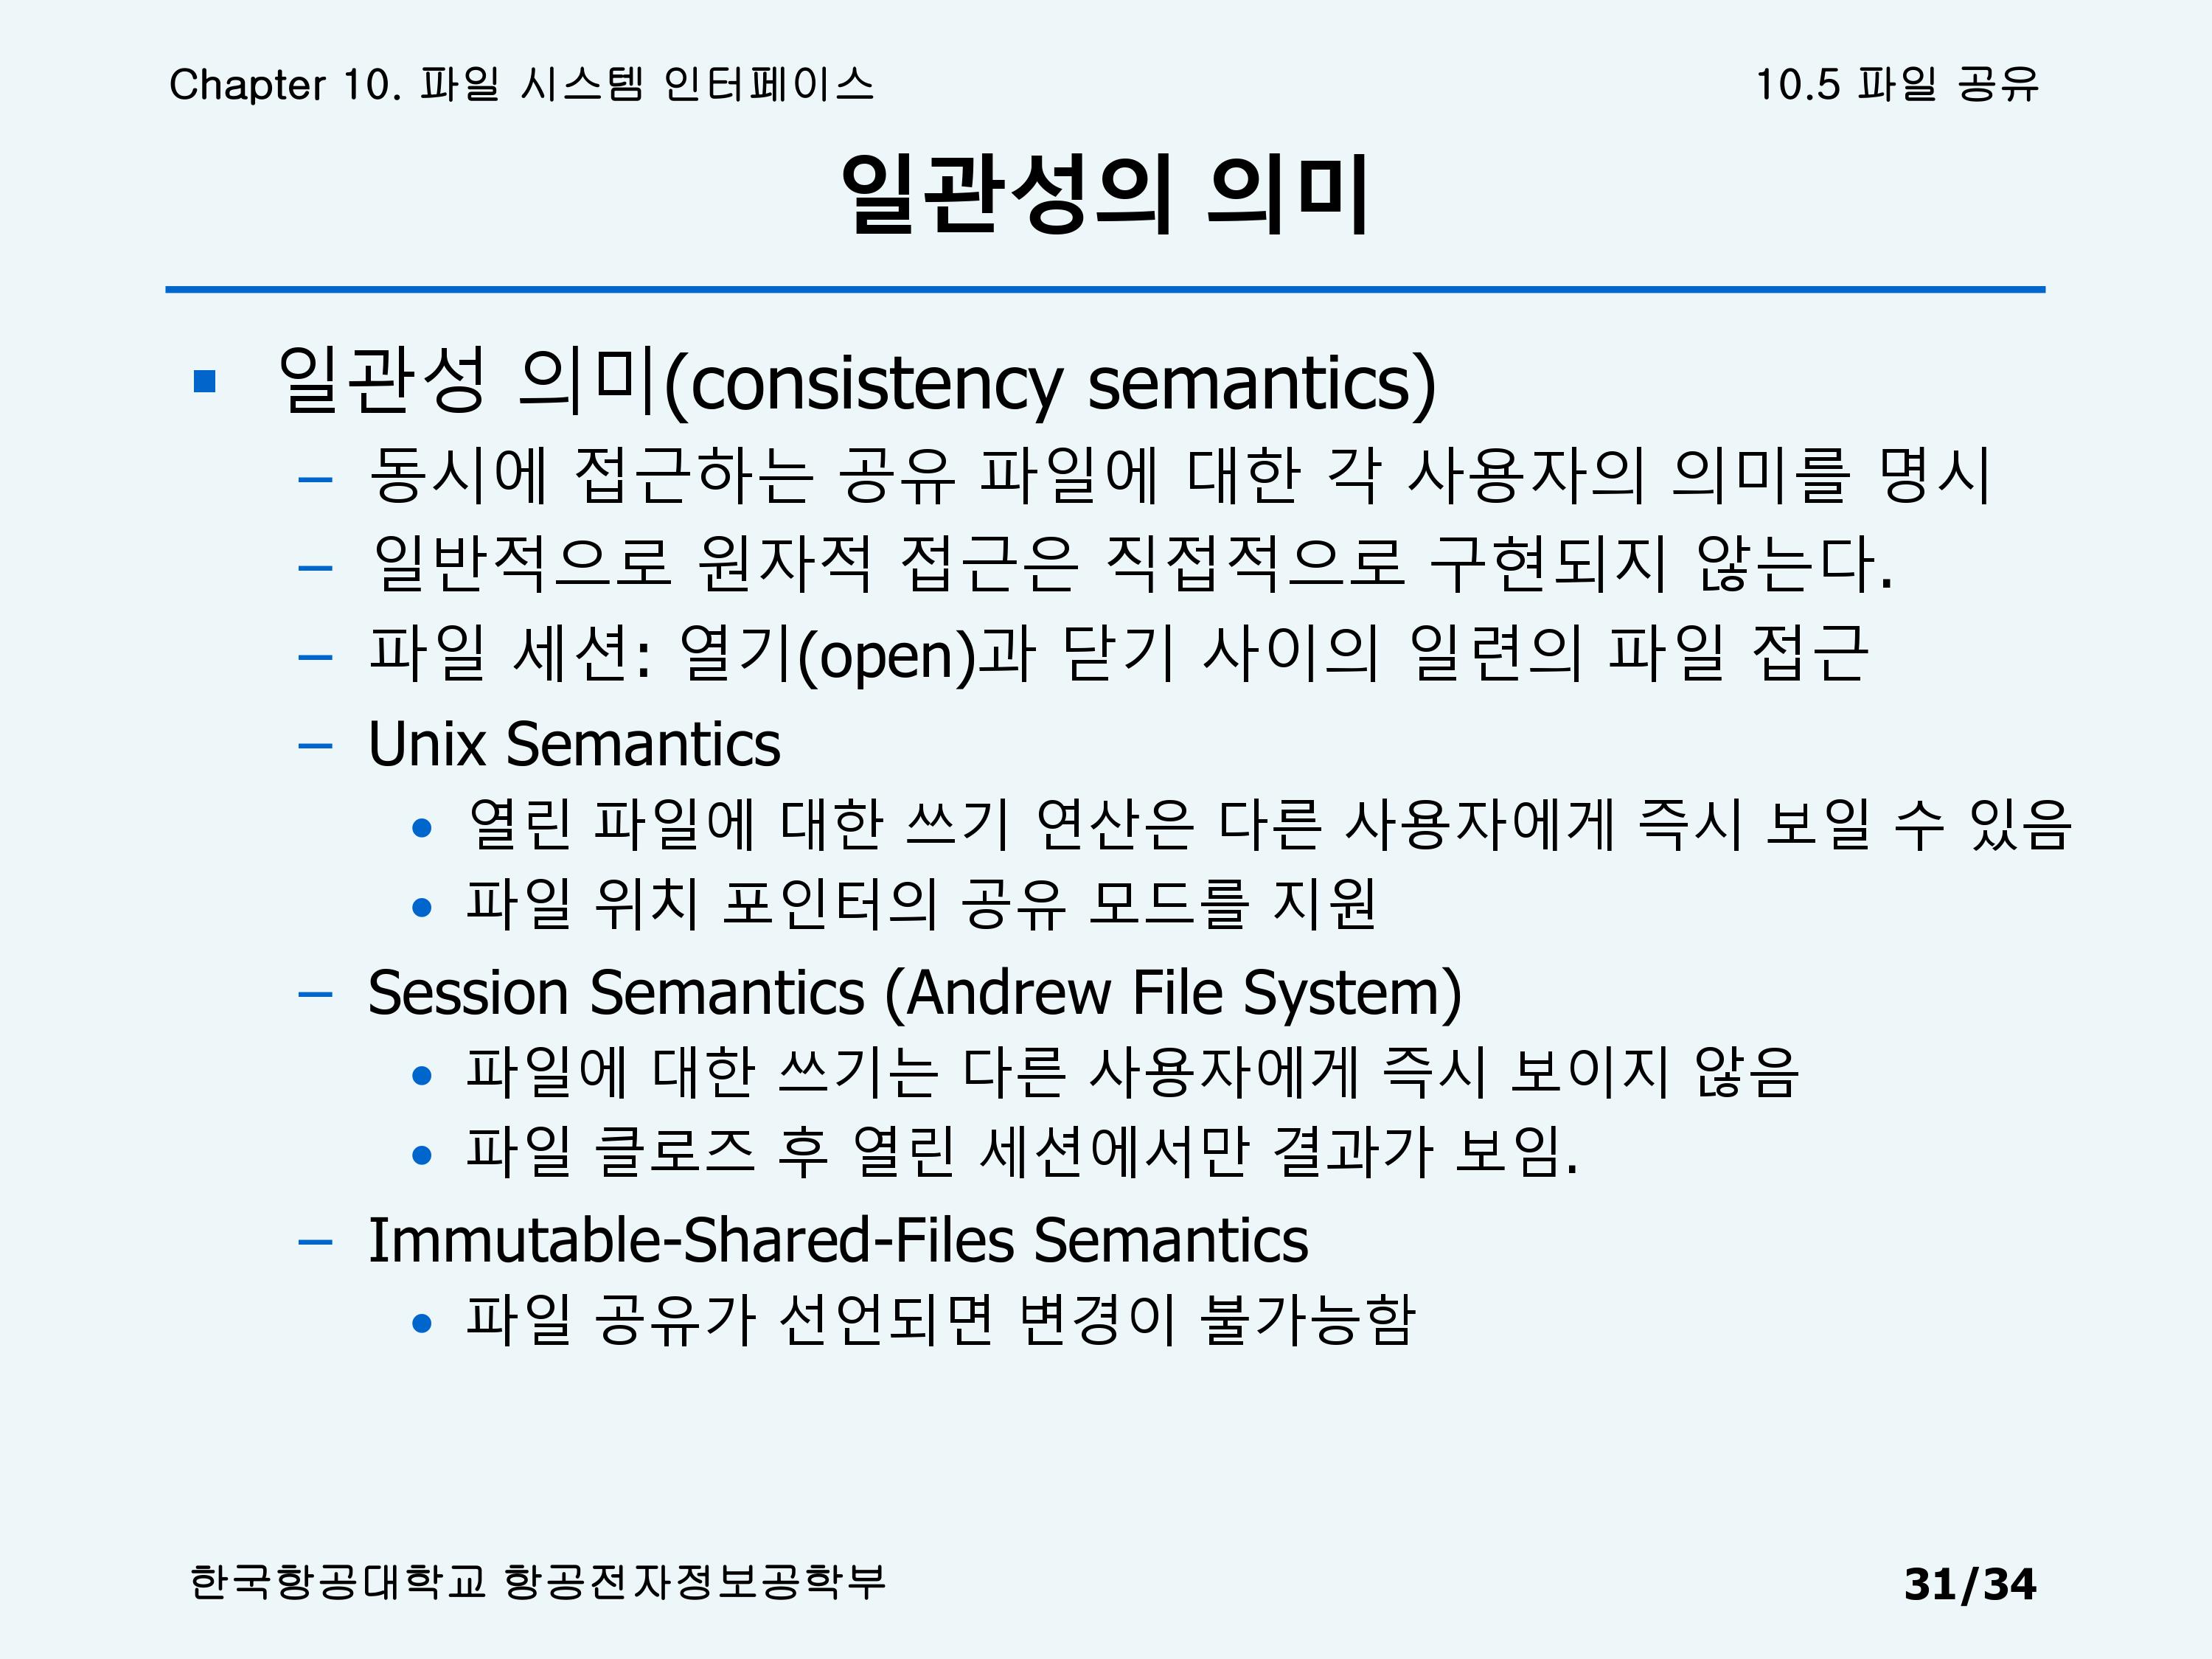 Chapter 10. 파일 시스템 인터페이스
10.5 파일 공유
일관성의 의미
■ 일관성 의미(consistency semantics)
– 동시에 접근하는 공유 파일에 대한 각 사용자의 의미를 명시
– 일반적으로 원자적 접근은 직접적으로 구현되지 않는다.
– 파일 세션: 열기(open)과 닫기 사이의 일련의 파일 접근
– Unix Semantics
• 열린 파일에 대한 쓰기 연산은 다른 사용자에게 즉시 보일 수 있음
• 파일 위치 포인터의 공유 모드를 지원
– Session Semantics (Andrew File System)
• 파일에 대한 쓰기는 다른 사용자에게 즉시 보이지 않음
• 파일 클로즈 후 열린 세션에서만 결과가 보임.
– Immutable-Shared-Files Semantics
• 파일 공유가 선언되면 변경이 불가능함
한국항공대학교 항공전자정보공학부
31/34